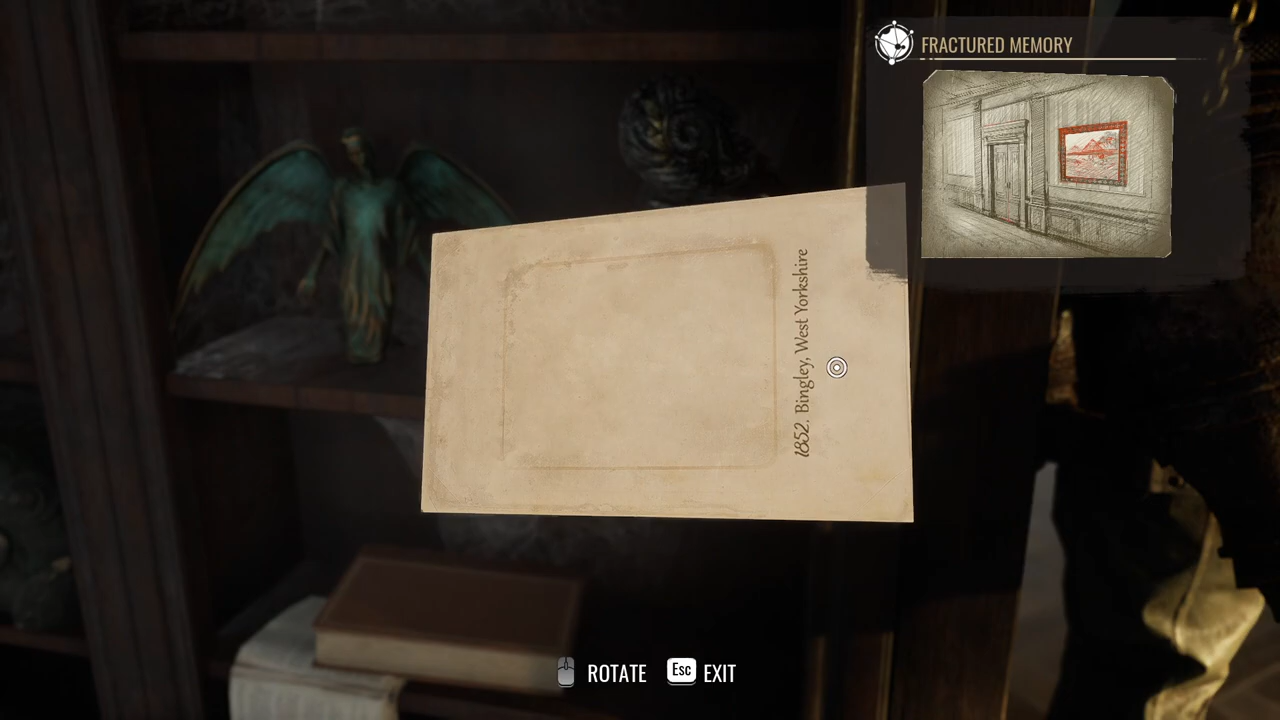 FRACTURED MEMORY
1852. Bingley, West Yorkshire
ROTATE
Esc
EXIT